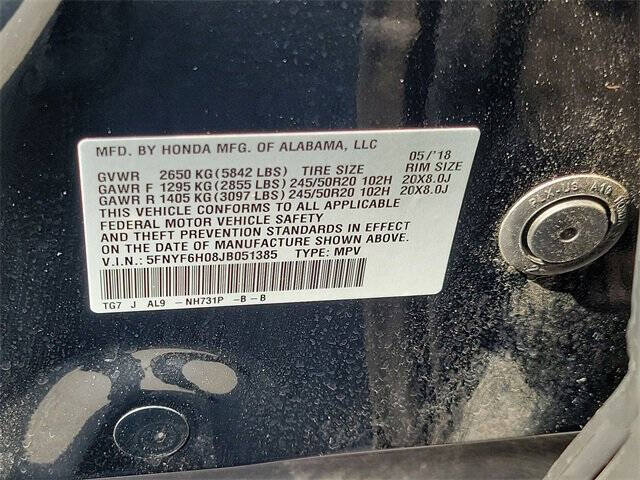 MFD. BY HONDA MFG. OF ALABAMA, LLC 05/'18
GVWR 2650 KG (5842 LBS) TIRE SIZE RIM SIZE
GAWR F 1295 KG (2855 LBS) 245/50R20 102H 20X8.0J
GAWR R 1405 KG (3097 LBS) 245/50R20 102H 20X8.0J
THIS VEHICLE CONFORMS TO ALL APPLICABLE
FEDERAL MOTOR VEHICLE SAFETY
AND THEFT PREVENTION STANDARDS IN EFFECT
ON THE DATE OF MANUFACTURE SHOWN ABOVE.
V.I.N.: 5FNYF6H08JB051385 TYPE: MPV
TG7 J AL9 -NH731P -B-B